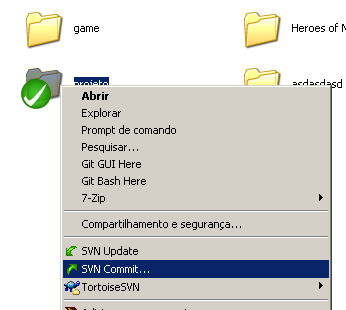 game
Heroes of M
projeto
asdasdasd
Abrir
Explorar
Prompt de comando
Pesquisar...
Git GUI Here
Git Bash Here
7-Zip
Compartilhamento e segurança...
SVN Update
SVN Commit...
TortoiseSVN